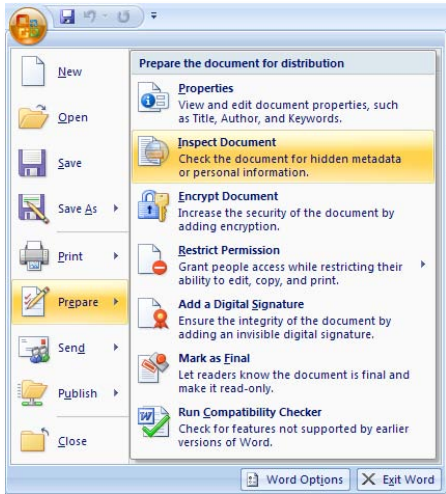 New
Open
Save
Save As
Print
Prepare
Send
Publish
Close
Prepare the document for distribution
Properties
View and edit document properties, such
as Title, Author, and Keywords.
Inspect Document
Check the document for hidden metadata
or personal information.
Encrypt Document
Increase the security of the document by
adding encryption.
Restrict Permission
Grant people access while restricting their
ability to edit, copy, and print.
Add a Digital Signature
Ensure the integrity of the document by
adding an invisible digital signature.
Mark as Final
Let readers know the document is final and
make it read-only.
Run Compatibility Checker
Check for features not supported by earlier
versions of Word.
Word Options
Exit Word